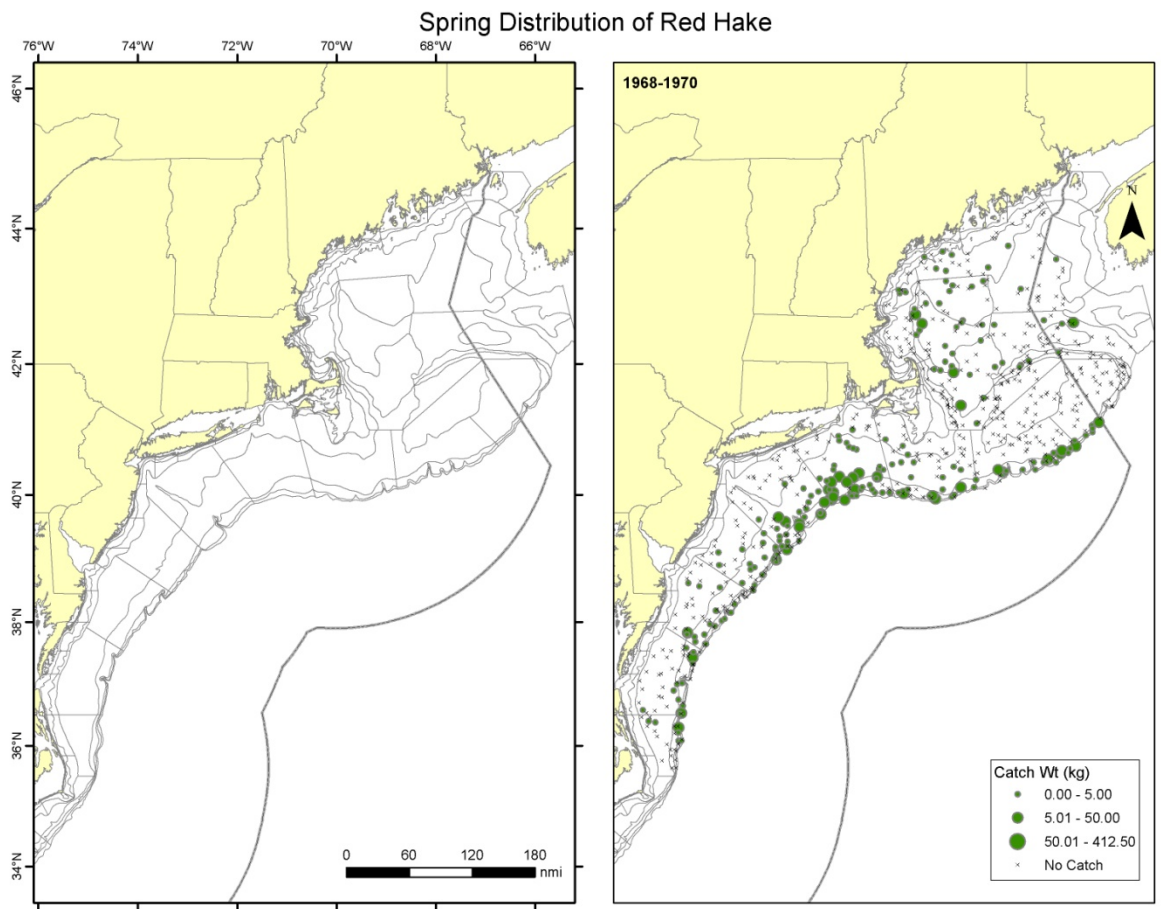 Spring Distribution of Red Hake
76°W 74°W 72°W 70°W 68°W 66°W
46°N
44°N
42°N
40°N
38°N
36°N
34°N
0 60 120 180
nmi
1968-1970
N
Catch Wt (kg)
0.00 - 5.00
5.01 - 50.00
50.01 - 412.50
No Catch